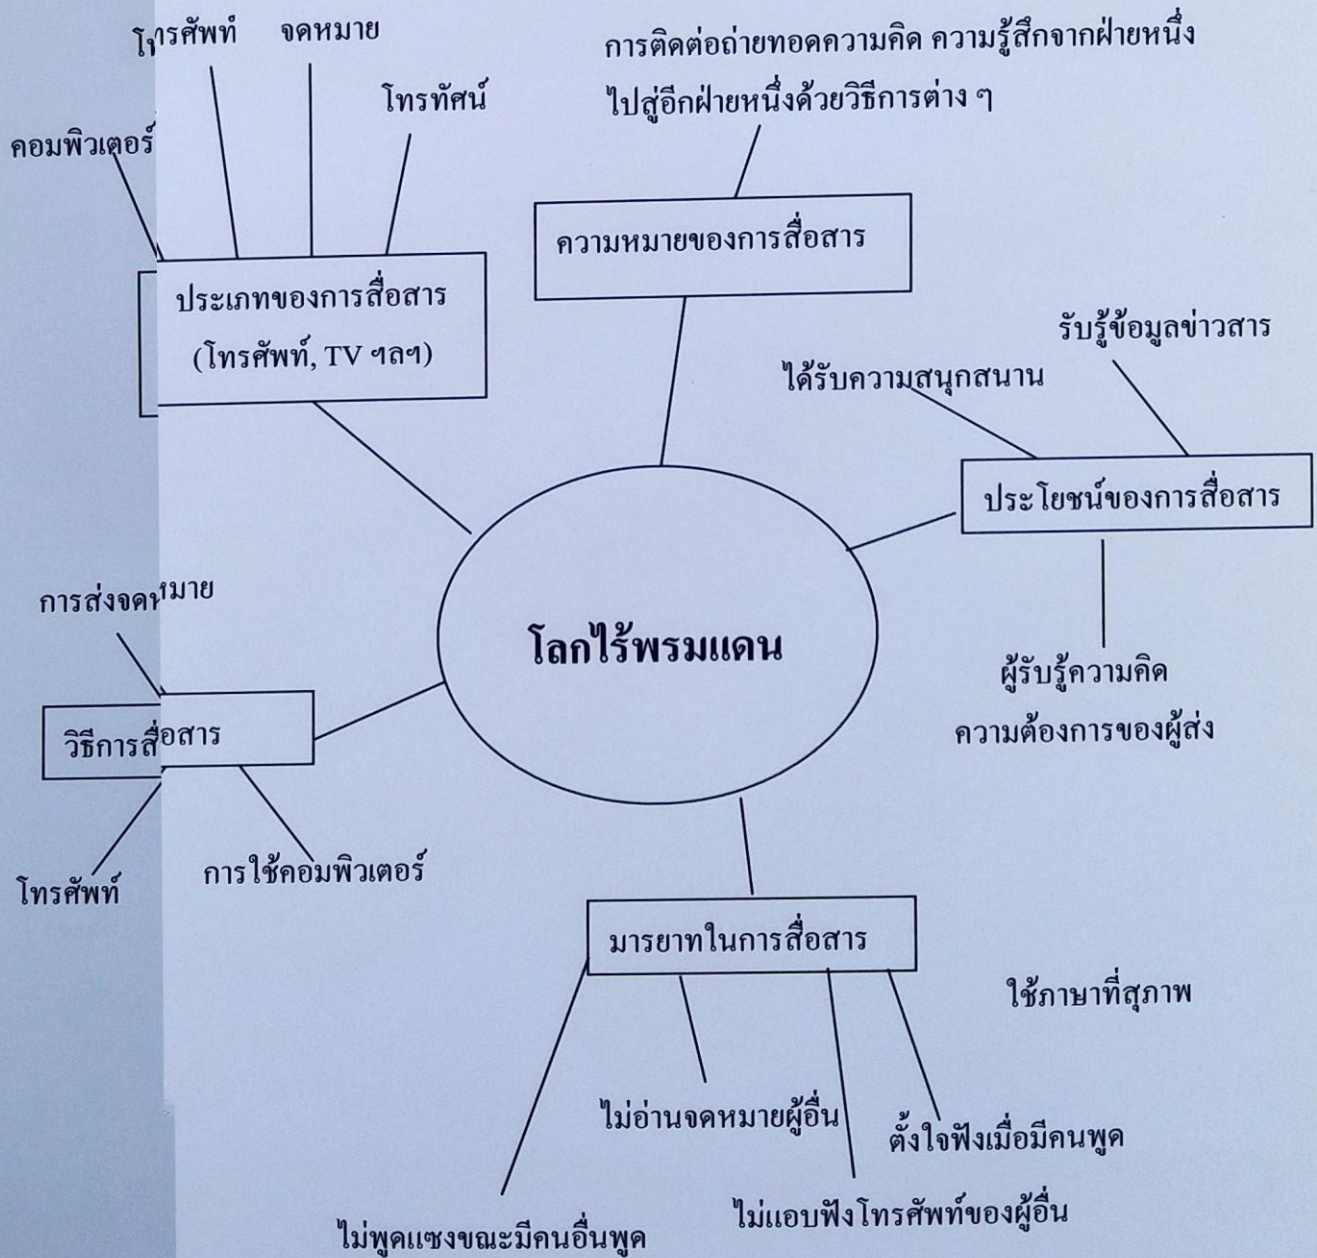 โทรศัพท์
จดหมาย
โทรทัศน์
คอมพิวเตอร์
ประเภทของการสื่อสาร
(โทรศัพท์, TV ฯลฯ)
การติดต่อถ่ายทอดความคิด ความรู้สึกจากฝ่ายหนึ่ง
ไปสู่อีกฝ่ายหนึ่งด้วยวิธีการต่าง ๆ
ความหมายของการสื่อสาร
รับรู้ข้อมูลข่าวสาร
ได้รับความสนุกสนาน
ประโยชน์ของการสื่อสาร
ผู้รับรู้ความคิด
ความต้องการของผู้ส่ง
โลกไร้พรมแดน
การส่งจดหมาย
วิธีการสื่อสาร
โทรศัพท์
การใช้คอมพิวเตอร์
มารยาทในการสื่อสาร
ใช้ภาษาที่สุภาพ
ไม่อ่านจดหมายผู้อื่น
ตั้งใจฟังเมื่อมีคนพูด
ไม่แอบฟังโทรศัพท์ของผู้อื่น
ไม่พูดแซงขณะมีคนอื่นพูด